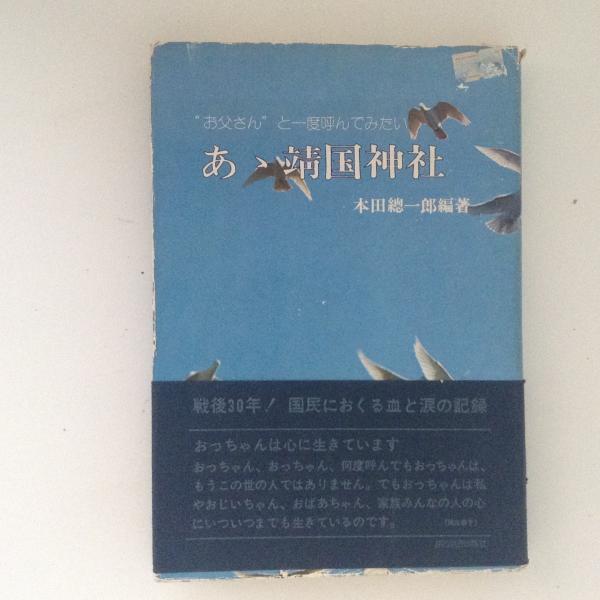 “お父さん”と一度呼んでみたい
あゝ靖国神社
本田總一郎編著
戦後30年! 国民におくる血と涙の記録
おっちゃんは心に生きています
おっちゃん、おっちゃん、何度呼んでもおっちゃんは、
もうこの世の人ではありません。でもおっちゃんは私
やおじいちゃん、おばあちゃん、家族みんなの人の心
にいついつまでも生きているのです。